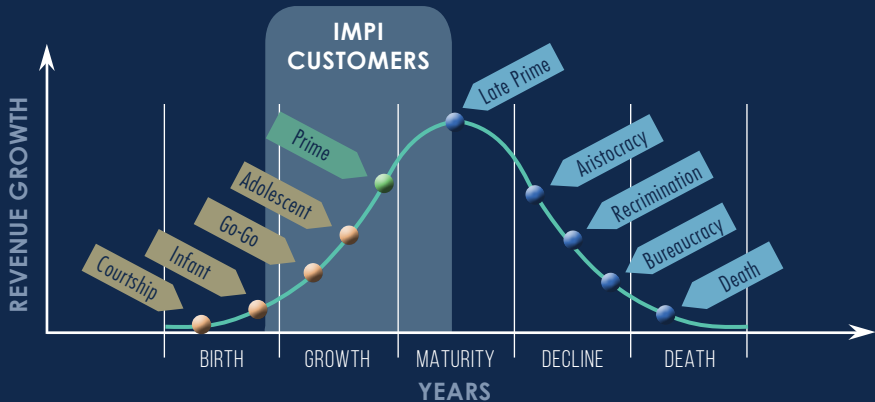 IMPI
CUSTOMERS
REVENUE GROWTH
Courtship
Infant
Go-Go
Adolescent
Prime
Late Prime
Aristocracy
Recrimination
Bureaucracy
Death
BIRTH
GROWTH
MATURITY
DECLINE
DEATH
YEARS